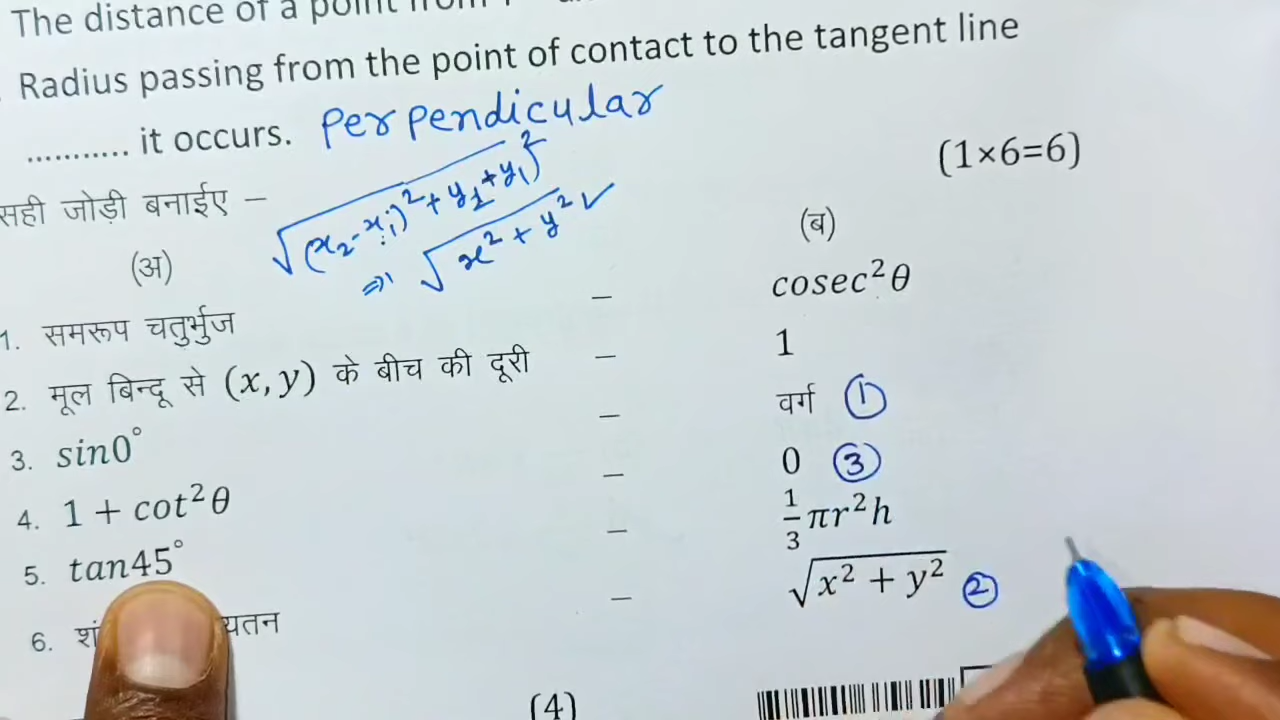 The distance of a point from
Radius passing from the point of contact to the tangent line
........... it occurs. Perpendicular
(1×6=6)
सही जोड़ी बनाईए –
√(x₂-x₁)²+y₂+y₁)²
⇒ √x²+y² ✓
(अ) (ब)
1. समरूप चतुर्भुज – cosec²θ
2. मूल बिन्दू से (x, y) के बीच की दूरी – 1
3. sin0° – वर्ग ①
4. 1 + cot²θ – 0 ③
5. tan45° – 1/3 πr²h
6. – √x² + y² ②
(4)